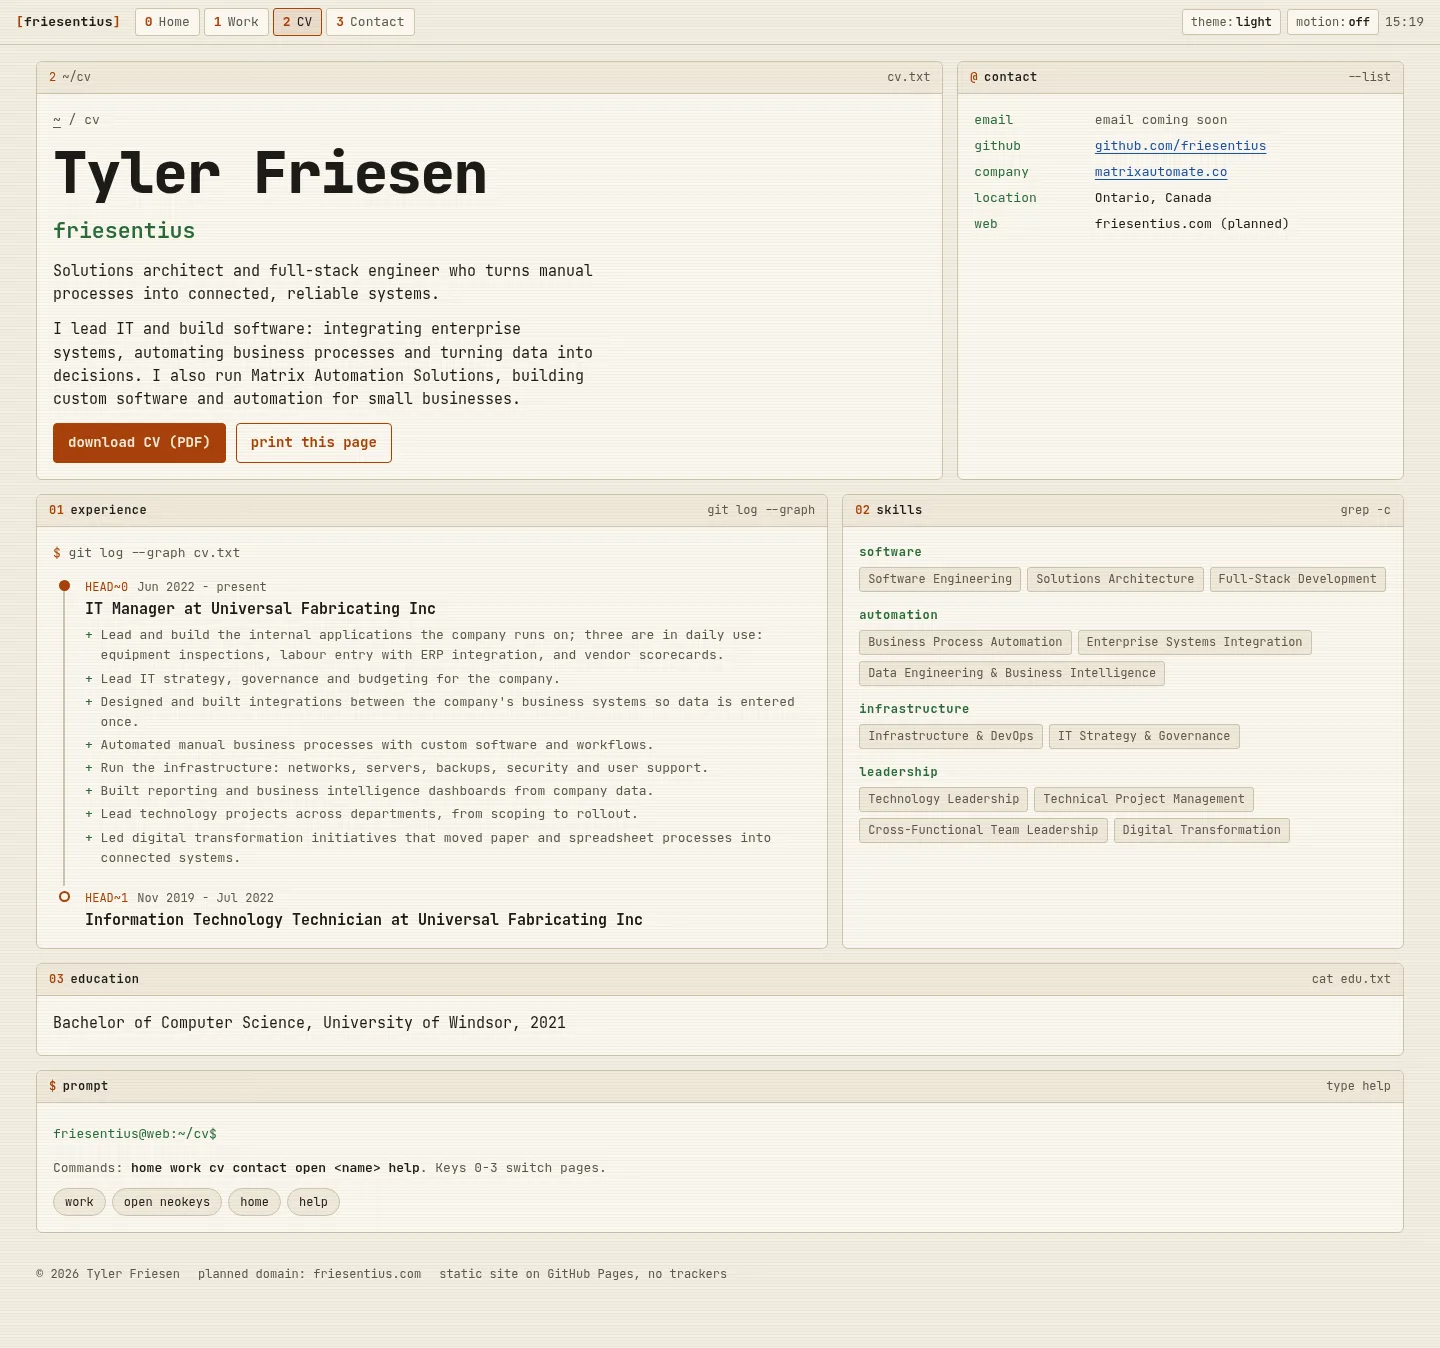 [friesentius] 0 Home 1 Work 2 CV 3 Contact theme: light motion: off 15:19
2 ~/cv cv.txt
~ / cv
Tyler Friesen
friesentius
Solutions architect and full-stack engineer who turns manual
processes into connected, reliable systems.
I lead IT and build software: integrating enterprise
systems, automating business processes and turning data into
decisions. I also run Matrix Automation Solutions, building
custom software and automation for small businesses.
download CV (PDF) print this page
@ contact --list
email email coming soon
github github.com/friesentius
company matrixautomate.co
location Ontario, Canada
web friesentius.com (planned)
01 experience git log --graph
$ git log --graph cv.txt
HEAD~0 Jun 2022 - present
IT Manager at Universal Fabricating Inc
+ Lead and build the internal applications the company runs on; three are in daily use:
equipment inspections, labour entry with ERP integration, and vendor scorecards.
+ Lead IT strategy, governance and budgeting for the company.
+ Designed and built integrations between the company's business systems so data is entered
once.
+ Automated manual business processes with custom software and workflows.
+ Run the infrastructure: networks, servers, backups, security and user support.
+ Built reporting and business intelligence dashboards from company data.
+ Lead technology projects across departments, from scoping to rollout.
+ Led digital transformation initiatives that moved paper and spreadsheet processes into
connected systems.
HEAD~1 Nov 2019 - Jul 2022
Information Technology Technician at Universal Fabricating Inc
02 skills grep -c
software
Software Engineering Solutions Architecture Full-Stack Development
automation
Business Process Automation Enterprise Systems Integration
Data Engineering & Business Intelligence
infrastructure
Infrastructure & DevOps IT Strategy & Governance
leadership
Technology Leadership Technical Project Management
Cross-Functional Team Leadership Digital Transformation
03 education cat edu.txt
Bachelor of Computer Science, University of Windsor, 2021
$ prompt type help
friesentius@web:~/cv$
Commands: home work cv contact open <name> help. Keys 0-3 switch pages.
work open neokeys home help
© 2026 Tyler Friesen planned domain: friesentius.com static site on GitHub Pages, no trackers